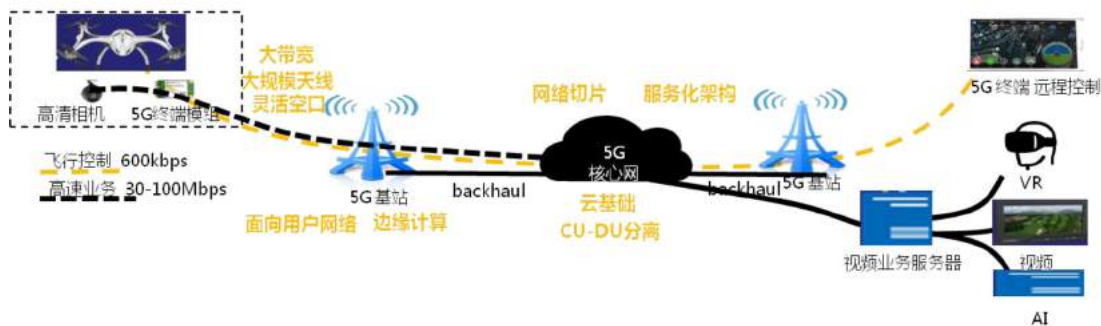 大带宽
大规模天线
灵活空口
高清相机
5G终端模组
飞行控制 600kbps
高速业务 30-100Mbps
5G基站
面向用户网络
边缘计算
backhaul
网络切片
服务化架构
5G
核心网
云基础
CU-DU分离
backhaul
5G基站
5G终端 远程控制
VR
视频业务服务器
视频
AI